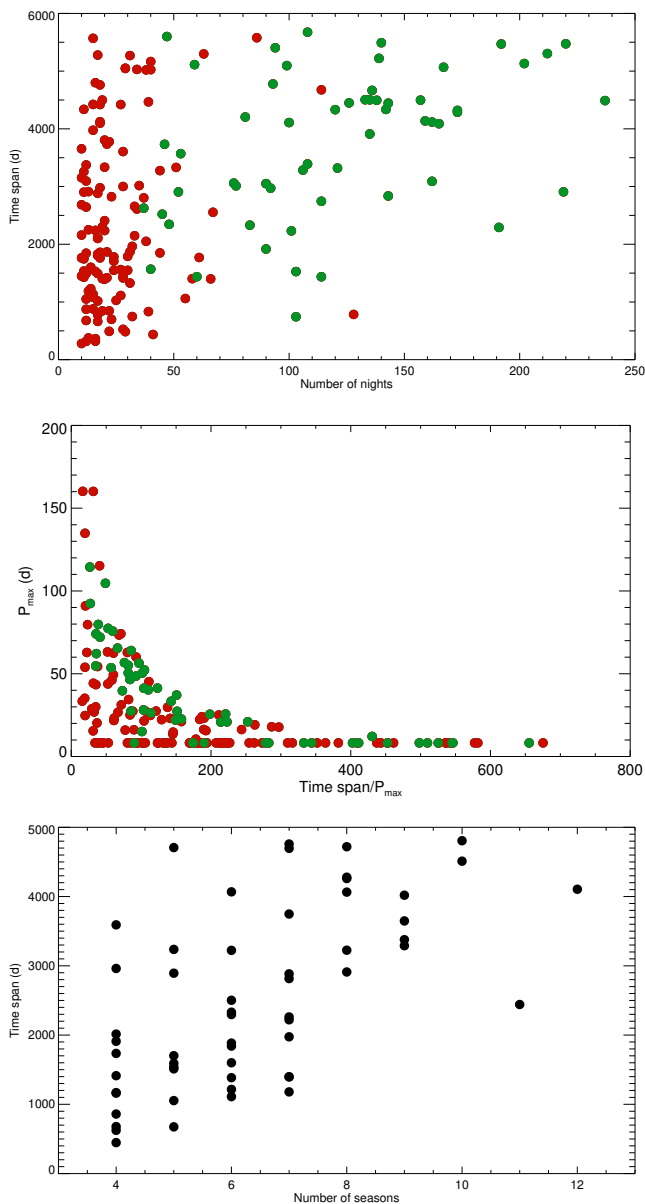 6000
4000
2000
0
Time span (d)
0 50 100 150 200 250
Number of nights
200
150
100
50
0
P_max (d)
0 200 400 600 800
Time span/P_max
5000
4000
3000
2000
1000
0
Time span (d)
4 6 8 10 12
Number of seasons